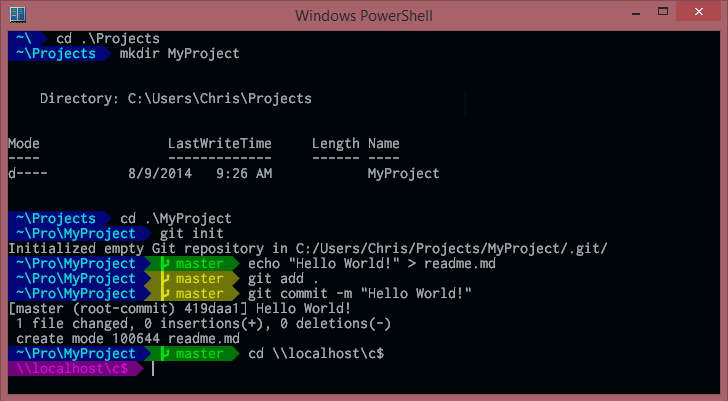 Windows PowerShell
~\ cd .\Projects
~\Projects mkdir MyProject
Directory: C:\Users\Chris\Projects
Mode LastWriteTime Length Name
---- ------------- ------ ----
d---- 8/9/2014 9:26 AM MyProject
~\Projects cd .\MyProject
~\Pro\MyProject git init
Initialized empty Git repository in C:/Users/Chris/Projects/MyProject/.git/
~\Pro\MyProject master echo "Hello World!" > readme.md
~\Pro\MyProject master git add .
~\Pro\MyProject master git commit -m "Hello World!"
[master (root-commit) 419daa1] Hello World!
1 file changed, 0 insertions(+), 0 deletions(-)
create mode 100644 readme.md
~\Pro\MyProject master cd \\localhost\c$
\\localhost\c$